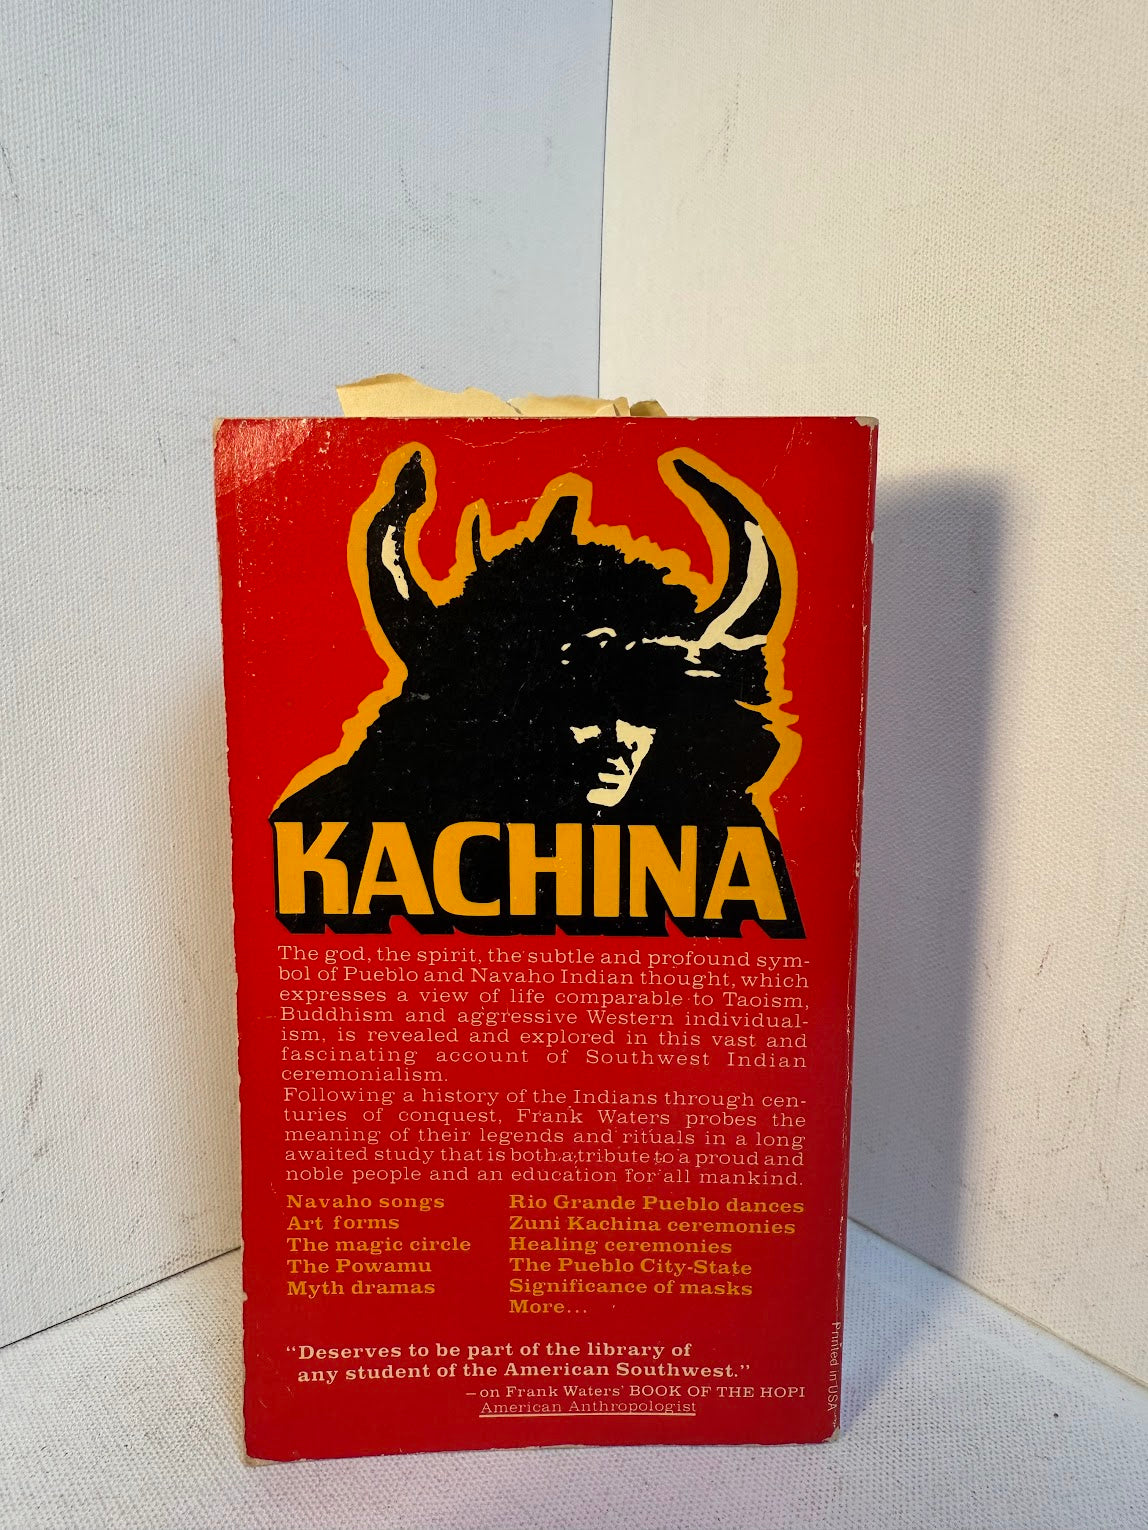 KACHINA
The god, the spirit, the subtle and profound sym-
bol of Pueblo and Navaho Indian thought, which
expresses a view of life comparable to Taoism,
Buddhism and aggressive Western individual-
ism, is revealed and explored in this vast and
fascinating account of Southwest Indian
ceremonialism.
Following a history of the Indians through cen-
turies of conquest, Frank Waters probes the
meaning of their legends and rituals in a long
awaited study that is both a tribute to a proud and
noble people and an education for all mankind.
Navaho songs
Art forms
The magic circle
The Powamu
Myth dramas
Rio Grande Pueblo dances
Zuni Kachina ceremonies
Healing ceremonies
The Pueblo City-State
Significance of masks
More...
“Deserves to be part of the library of
any student of the American Southwest.”
—on Frank Waters' BOOK OF THE HOPI
American Anthropologist
Printed in USA